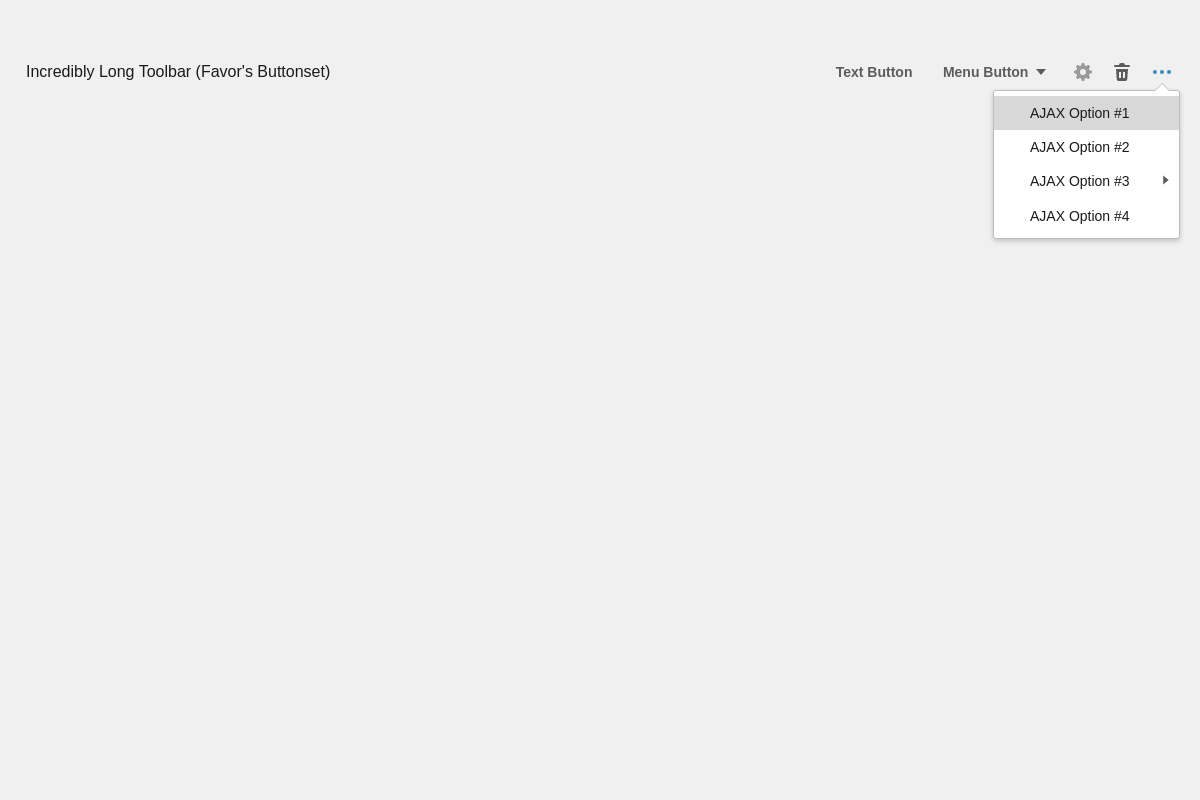 Incredibly Long Toolbar (Favor's Buttonset)
Text Button
Menu Button
AJAX Option #1
AJAX Option #2
AJAX Option #3
AJAX Option #4